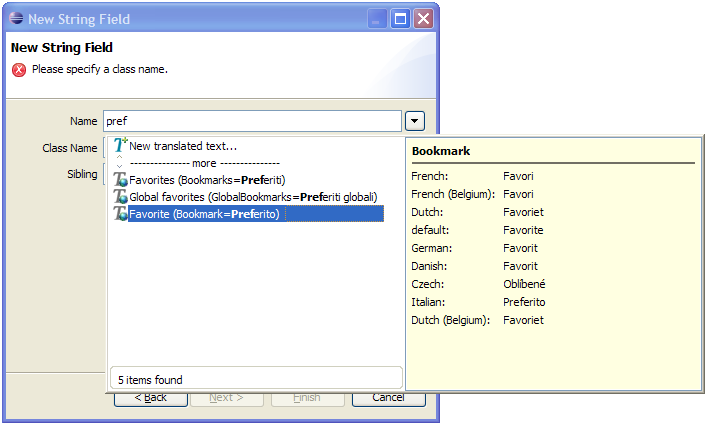 New String Field
New String Field
Please specify a class name.
Name
pref
Class Name
Sibling
New translated text...
--------------- more ---------------
Favorites (Bookmarks=Preferiti)
Global favorites (GlobalBookmarks=Preferiti globali)
Favorite (Bookmark=Preferito)
5 items found
Bookmark
French: Favori
French (Belgium): Favori
Dutch: Favoriet
default: Favorite
German: Favorit
Danish: Favorit
Czech: Oblíbené
Italian: Preferito
Dutch (Belgium): Favoriet
< Back Next > Finish Cancel